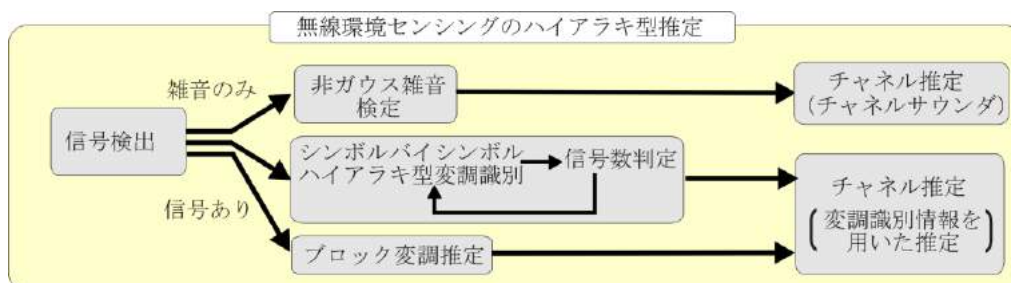 無線環境センシングのハイアラキ型推定
信号検出
雑音のみ
信号あり
非ガウス雑音
検定
チャネル推定
(チャネルサウンダ)
シンボルバイシンボル
ハイアラキ型変調識別
信号数判定
ブロック変調推定
チャネル推定
(変調識別情報を
用いた推定)